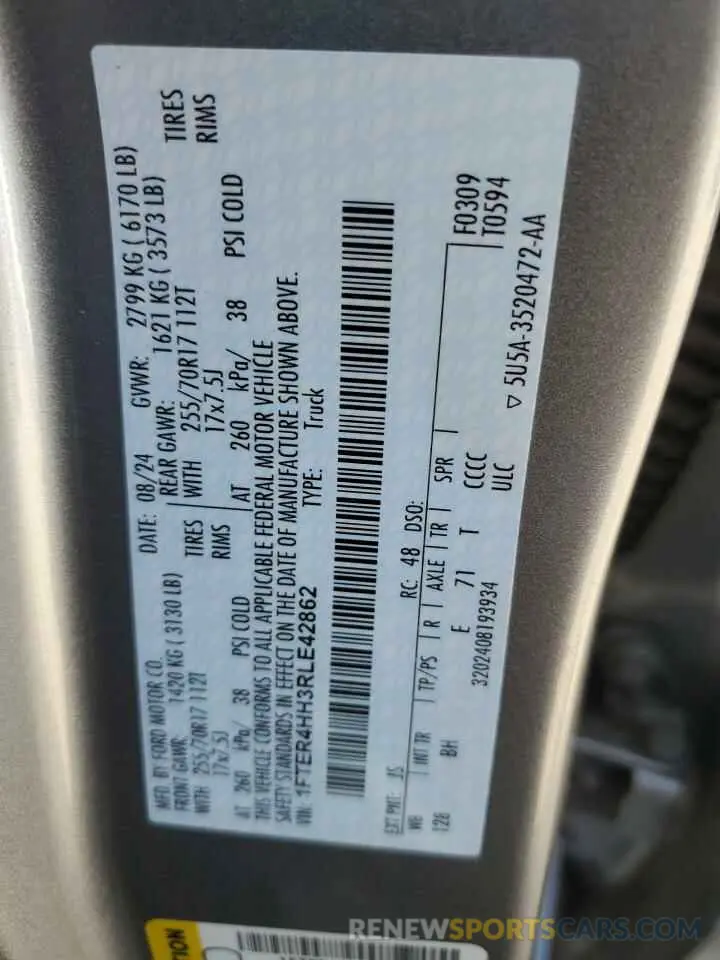 MFD. BY FORD MOTOR CO. DATE: 08/24 GVWR: 2799 KG ( 6170 LB)
FRONT GAWR: 1420 KG ( 3130 LB) REAR GAWR: 1621 KG ( 3573 LB)
WITH 255/70R17 112T TIRES WITH 255/70R17 112T TIRES
17x7.5J RIMS 17x7.5J RIMS
AT 260 kPa/ 38 PSI COLD AT 260 kPa/ 38 PSI COLD
THIS VEHICLE CONFORMS TO ALL APPLICABLE FEDERAL MOTOR VEHICLE
SAFETY STANDARDS IN EFFECT ON THE DATE OF MANUFACTURE SHOWN ABOVE.
VIN: 1FTER4HH3RLE42862 TYPE: Truck
EXT PNT: JS RC: 48 DSO:
WB INT TR TP/PS R AXLE TR SPR F0309
126 BH E 71 T CCCC T0594
3202408193934 ULC
▽ 5U5A-3520472-AA
RENEWSPORTSCARS.COM